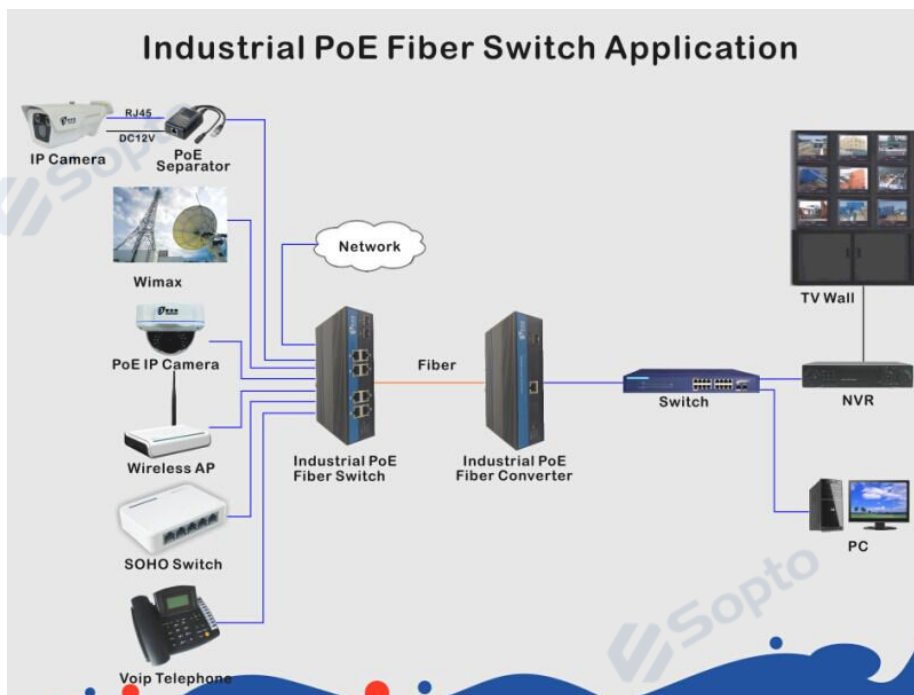 Industrial PoE Fiber Switch Application
RJ45
DC12V
IP Camera
PoE
Separator
Sopto
Wimax
Network
TV Wall
PoE IP Camera
Fiber
Switch
NVR
Wireless AP
Industrial PoE
Fiber Switch
Industrial PoE
Fiber Converter
PC
SOHO Switch
Sopto
Voip Telephone